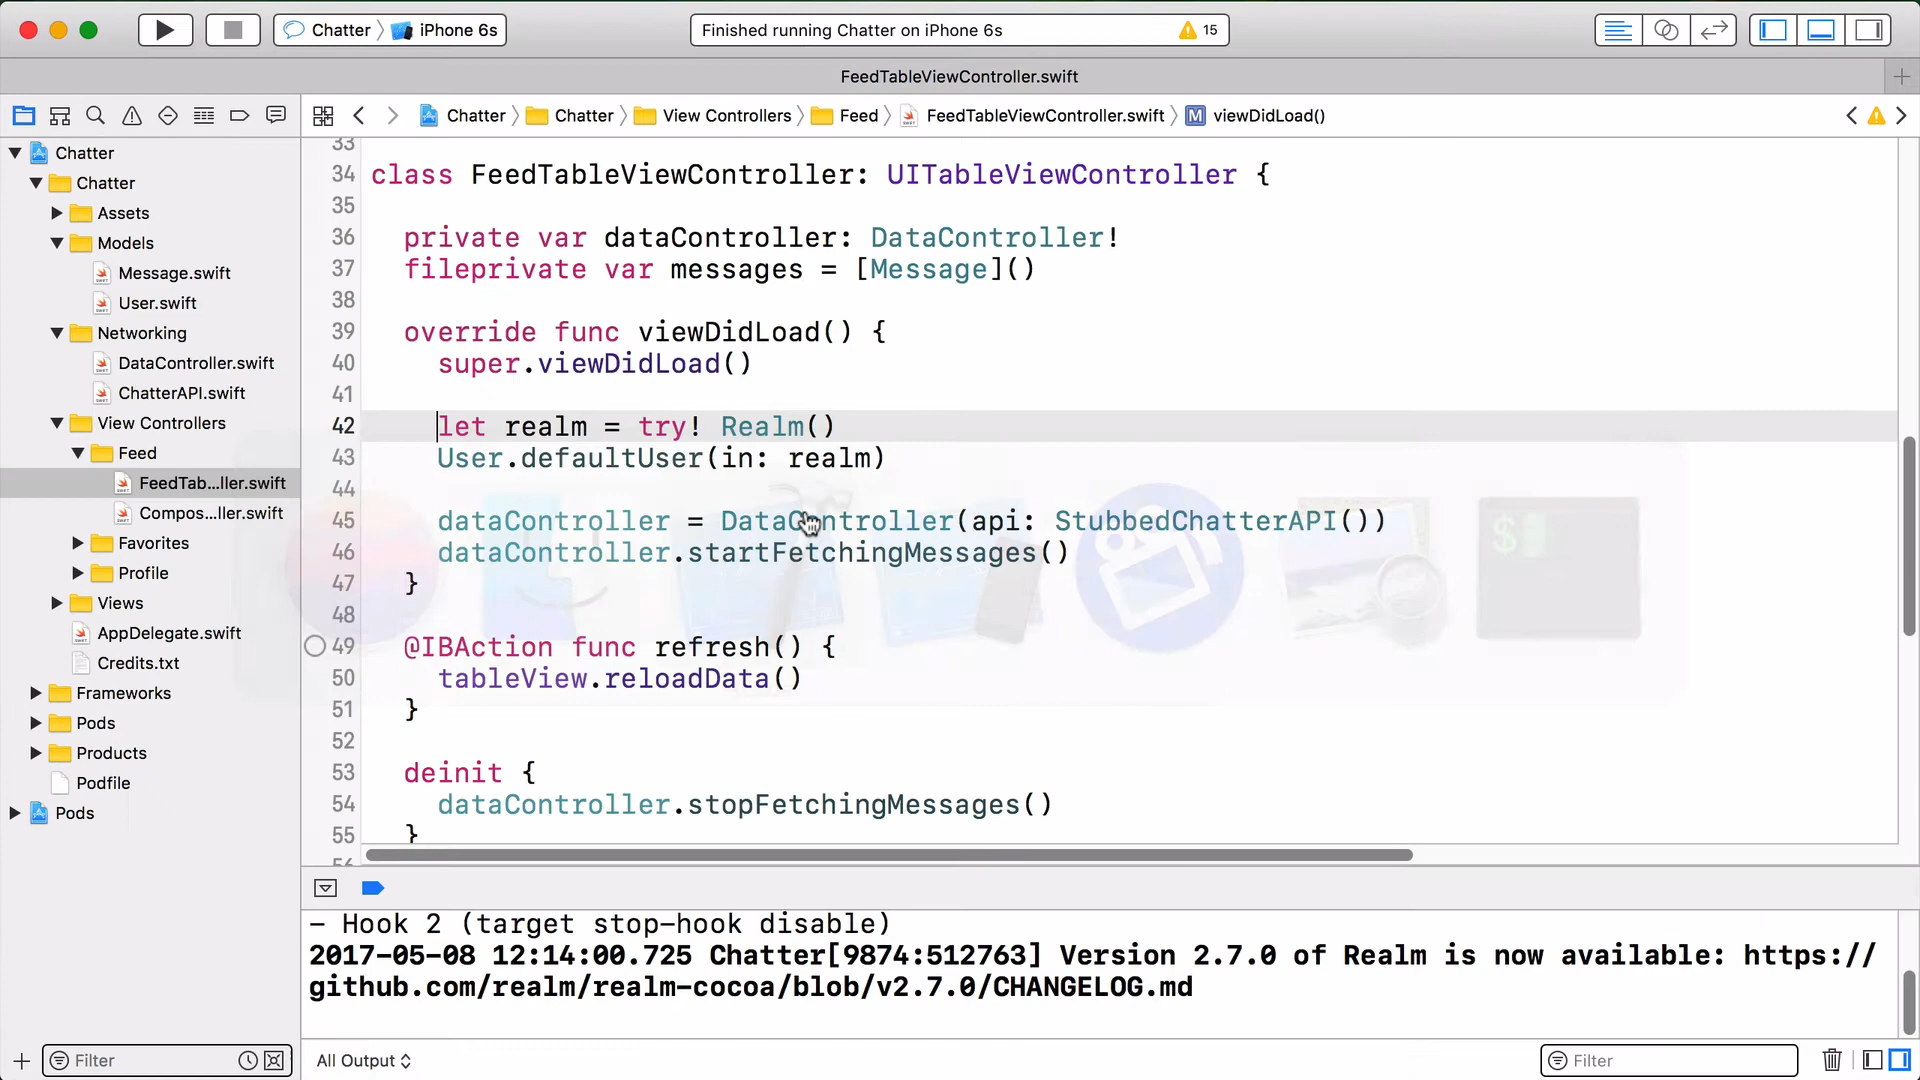 Chatter
iPhone 6s
Finished running Chatter on iPhone 6s
15
FeedTableViewController.swift
Chatter
Chatter
View Controllers
Feed
FeedTableViewController.swift
M
viewDidLoad()
Chatter
Chatter
Assets
Models
Message.swift
User.swift
Networking
DataController.swift
ChatterAPI.swift
View Controllers
Feed
FeedTab...ller.swift
Compos...ller.swift
Favorites
Profile
Views
AppDelegate.swift
Credits.txt
Frameworks
Pods
Products
Podfile
Pods
Filter
33
34 class FeedTableViewController: UITableViewController {
35
36 private var dataController: DataController!
37 fileprivate var messages = [Message]()
38
39 override func viewDidLoad() {
40 super.viewDidLoad()
41
42 let realm = try! Realm()
43 User.defaultUser(in: realm)
44
45 dataController = DataController(api: StubbedChatterAPI())
46 dataController.startFetchingMessages()
47 }
48
49 @IBAction func refresh() {
50 tableView.reloadData()
51 }
52
53 deinit {
54 dataController.stopFetchingMessages()
55 }
56
$
- Hook 2 (target stop-hook disable)
2017-05-08 12:14:00.725 Chatter[9874:512763] Version 2.7.0 of Realm is now available: https://
github.com/realm/realm-cocoa/blob/v2.7.0/CHANGELOG.md
All Output
Filter